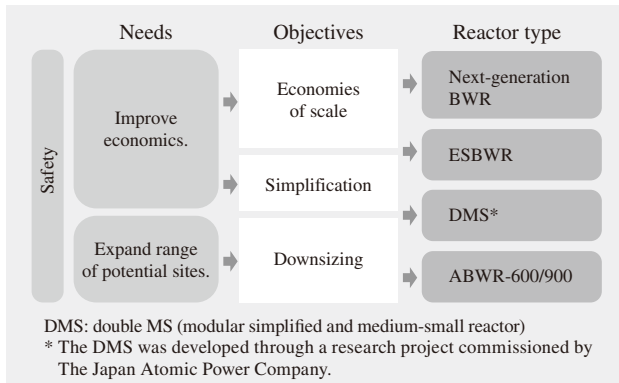 Needs
Objectives
Reactor type
Safety
Improve
economics.
Expand range
of potential sites.
Economies
of scale
Simplification
Downsizing
Next-generation
BWR
ESBWR
DMS*
ABWR-600/900
DMS: double MS (modular simplified and medium-small reactor)
* The DMS was developed through a research project commissioned by
The Japan Atomic Power Company.